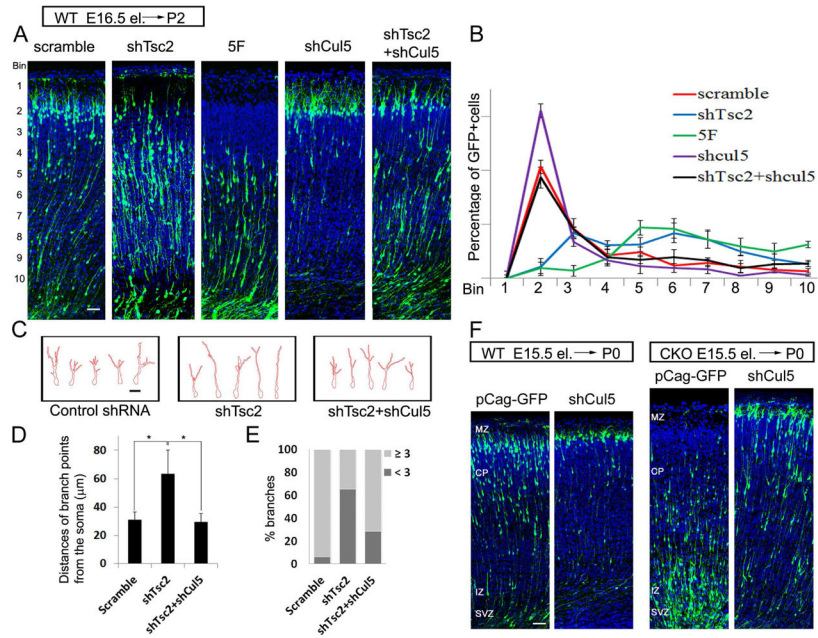 WT E16.5 el. → P2
A
scramble
shTsc2
5F
shCul5
shTsc2
+shCul5
Bin
1
2
3
4
5
6
7
8
9
10
B
Percentage of GFP+cells
scramble
shTsc2
5F
shcul5
shTsc2+shcul5
Bin
1 2 3 4 5 6 7 8 9 10
C
Control shRNA
shTsc2
shTsc2+shCul5
D
Distances of branch points
from the soma (µm)
80
60
40
20
0
* *
Scramble
shTsc2
shTsc2+shCul5
E
% branches
100
80
60
40
20
0
≥ 3
< 3
Scramble
shTsc2
shTsc2+shCul5
F
WT E15.5 el. → P0
pCag-GFP
shCul5
MZ
CP
IZ
SVZ
CKO E15.5 el. → P0
pCag-GFP
shCul5
MZ
CP
IZ
SVZ